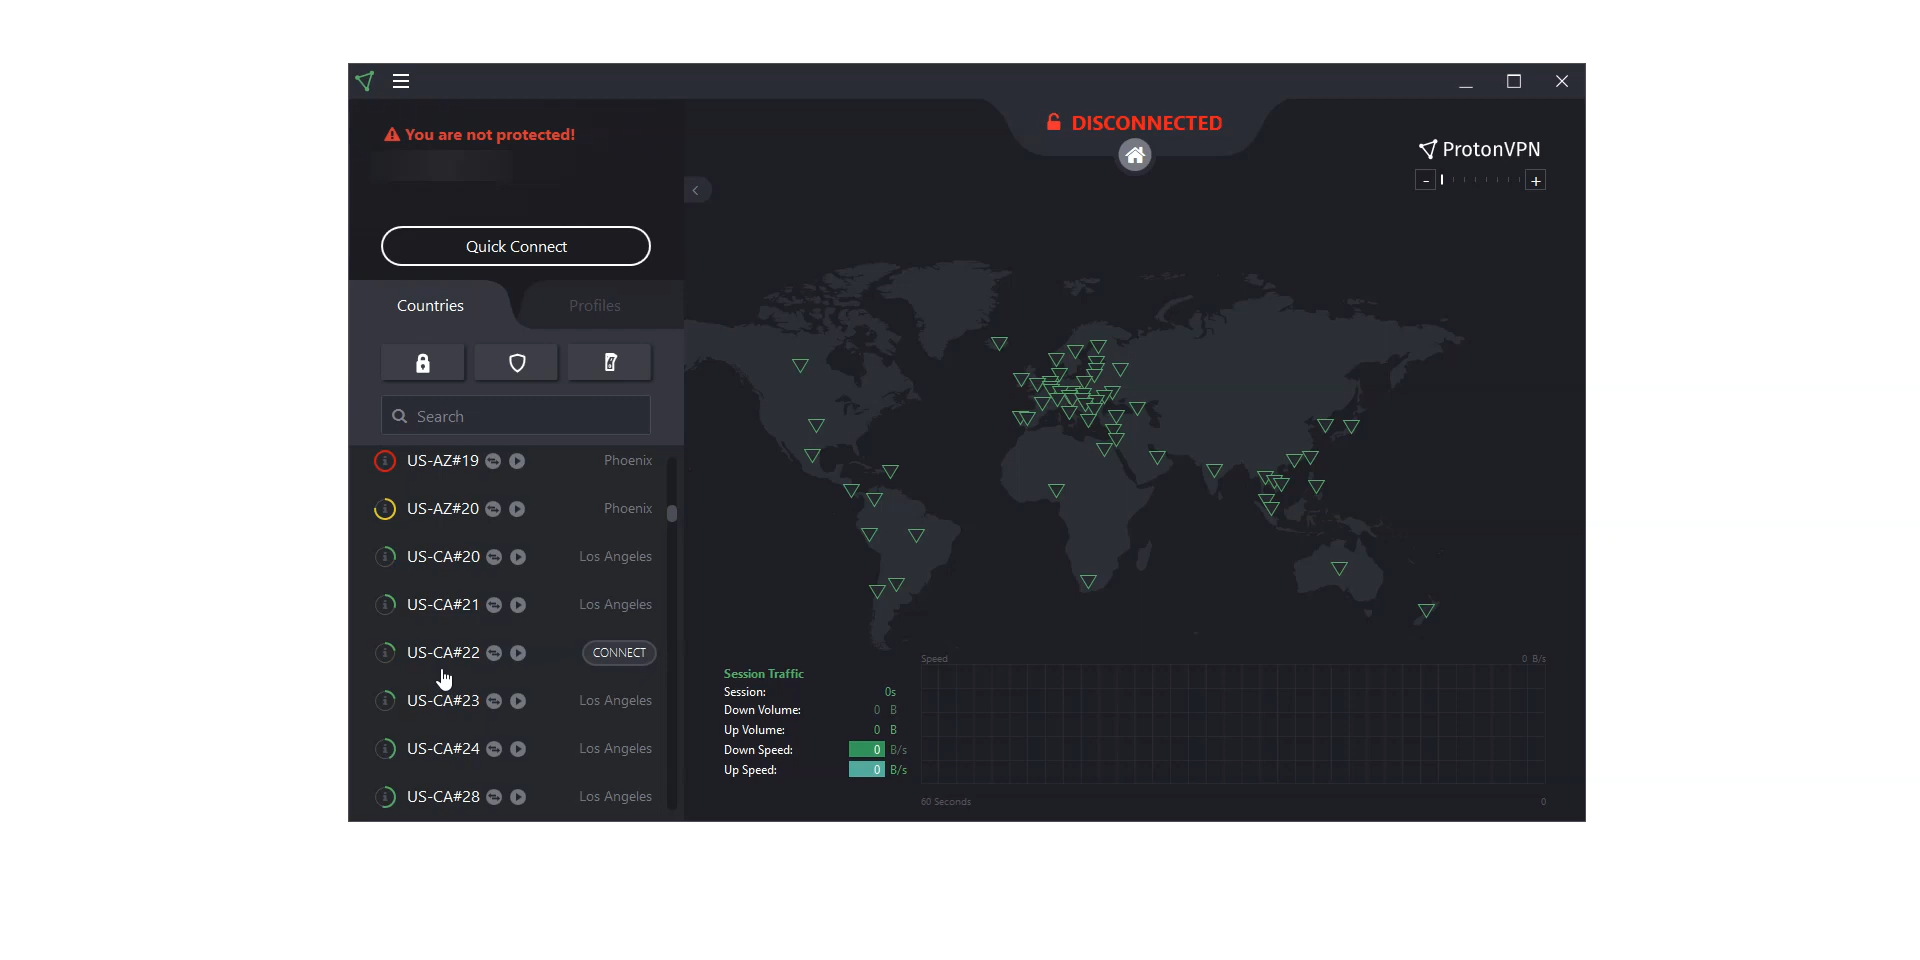 You are not protected!
DISCONNECTED
ProtonVPN
- +
Quick Connect
Countries Profiles
Search
US-AZ#19 Phoenix
US-AZ#20 Phoenix
US-CA#20 Los Angeles
US-CA#21 Los Angeles
US-CA#22 CONNECT
US-CA#23 Los Angeles
US-CA#24 Los Angeles
US-CA#28 Los Angeles
Session Traffic
Session: 0s
Down Volume: 0 B
Up Volume: 0 B
Down Speed: 0 B/s
Up Speed: 0 B/s
Speed 0 B/s
60 Seconds 0